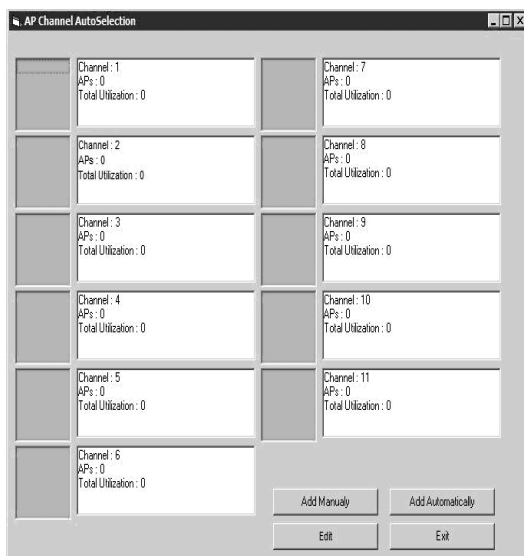 AP Channel AutoSelection
Channel : 1
APs : 0
Total Utilization : 0
Channel : 2
APs : 0
Total Utilization : 0
Channel : 3
APs : 0
Total Utilization : 0
Channel : 4
APs : 0
Total Utilization : 0
Channel : 5
APs : 0
Total Utilization : 0
Channel : 6
APs : 0
Total Utilization : 0
Channel : 7
APs : 0
Total Utilization : 0
Channel : 8
APs : 0
Total Utilization : 0
Channel : 9
APs : 0
Total Utilization : 0
Channel : 10
APs : 0
Total Utilization : 0
Channel : 11
APs : 0
Total Utilization : 0
Add Manualy
Add Automatically
Edit
Exit